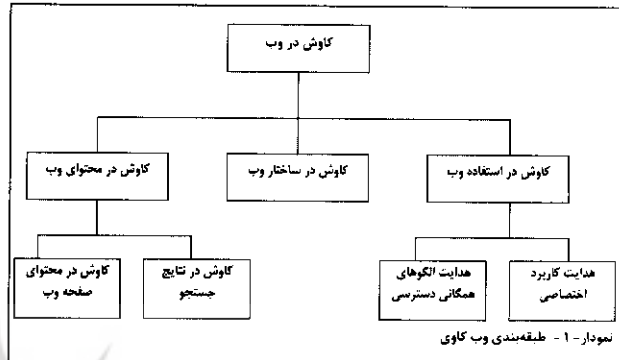 کاوش در وب
کاوش در استفاده وب
کاوش در ساختار وب
کاوش در محتوای وب
هدایت کاربرد
اختصاصی
هدایت الگوهای
همگانی دسترسی
کاوش در نتایج
جستجو
کاوش در محتوای
صفحه وب
نمودار- ۱ - طبقه‌بندی وب کاوی